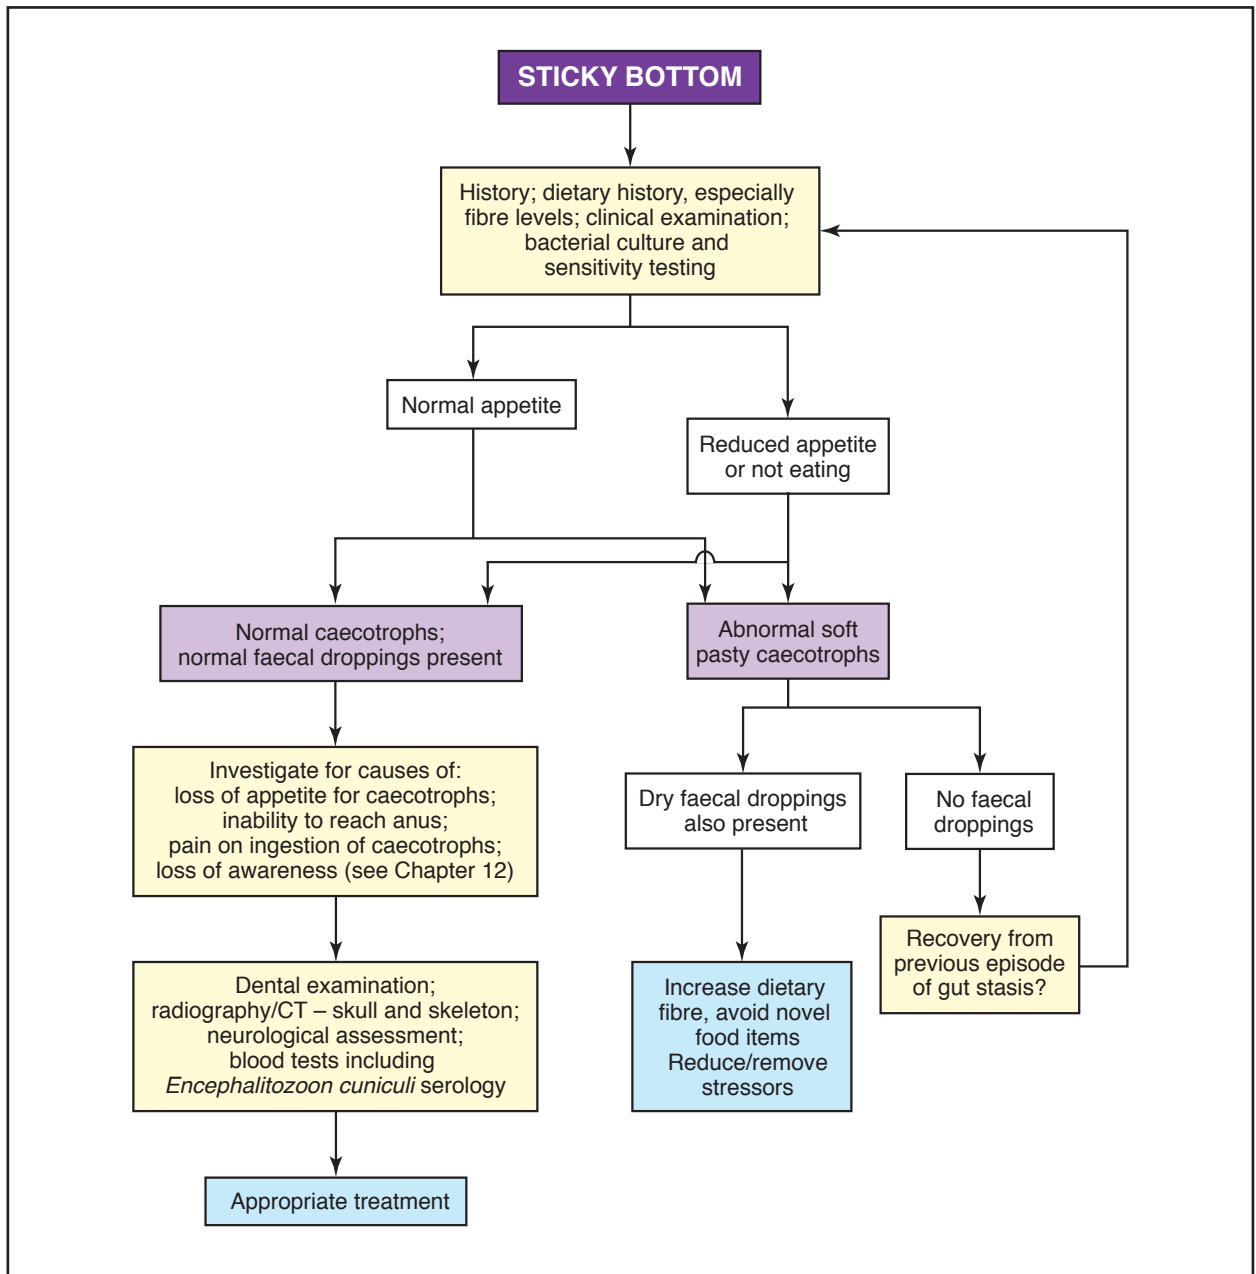 STICKY BOTTOM
History; dietary history, especially
fibre levels; clinical examination;
bacterial culture and
sensitivity testing
Normal appetite
Reduced appetite
or not eating
Normal caecotrophs;
normal faecal droppings present
Abnormal soft
pasty caecotrophs
Investigate for causes of:
loss of appetite for caecotrophs;
inability to reach anus;
pain on ingestion of caecotrophs;
loss of awareness (see Chapter 12)
Dry faecal droppings
also present
No faecal
droppings
Recovery from
previous episode
of gut stasis?
Dental examination;
radiography/CT – skull and skeleton;
neurological assessment;
blood tests including
Encephalitozoon cuniculi serology
Increase dietary
fibre, avoid novel
food items
Reduce/remove
stressors
Appropriate treatment